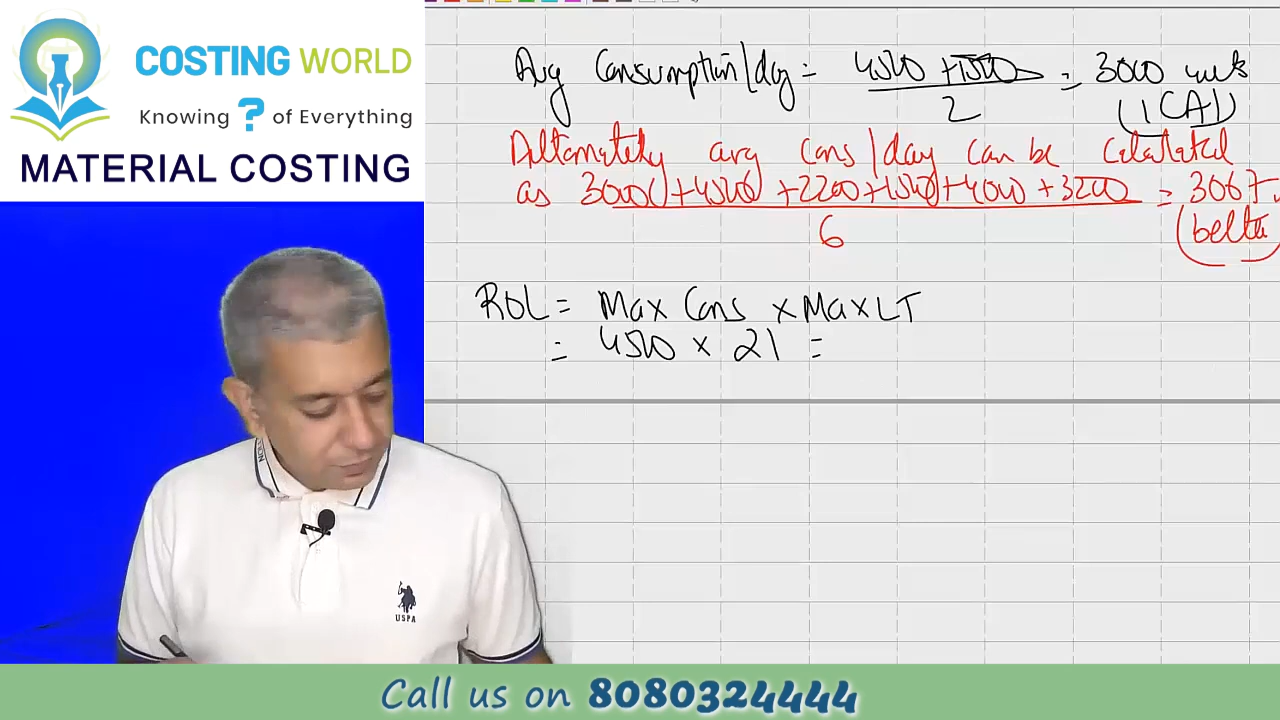 COSTING WORLD
Knowing ? of Everything
MATERIAL COSTING
Avg Consumption/day = 4500 + 1500 / 2 = 3000 units
(ICAI)
Alternately avg cons/day can be calculated
as 3000 + 4500 + 2200 + 1500 + 4000 + 3200 / 6 = 3067
ROL = Max Cons x Max LT
= 4500 x 21 =
USPA
Call us on 8080324444